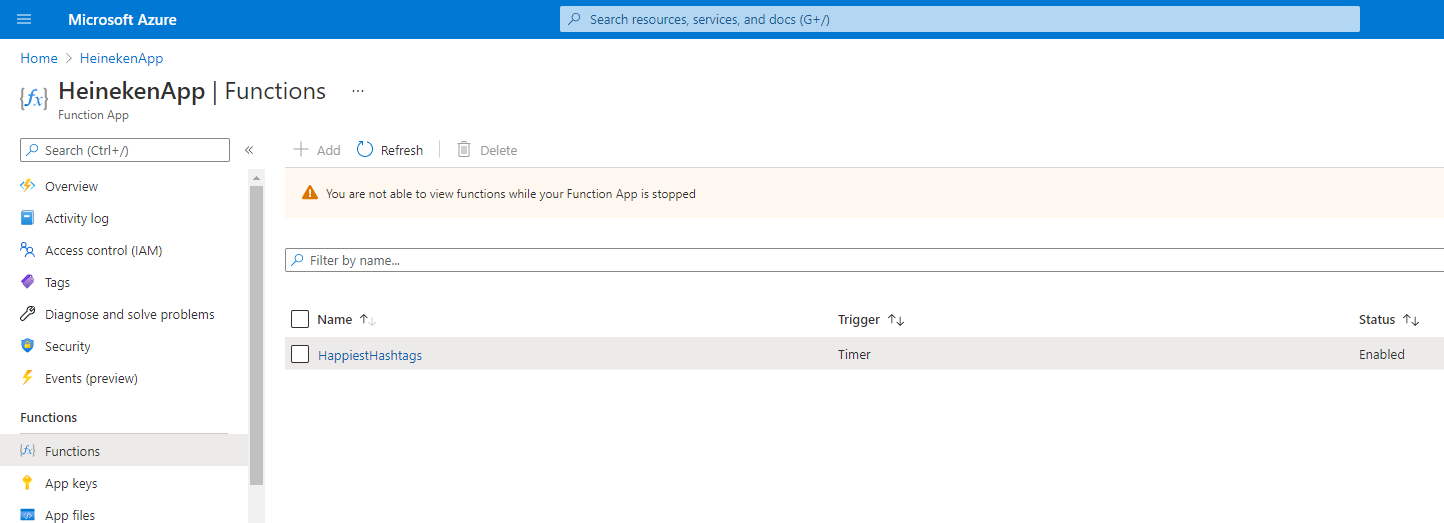 Microsoft Azure
Search resources, services, and docs (G+/)
Home > HeinekenApp
{fx} HeinekenApp | Functions ...
Function App
Search (Ctrl+/) «
Add Refresh Delete
You are not able to view functions while your Function App is stopped
Overview
Activity log
Access control (IAM)
Tags
Diagnose and solve problems
Security
Events (preview)
Functions
Functions
App keys
App files
Filter by name...
Name Trigger Status
HappiestHashtags Timer Enabled